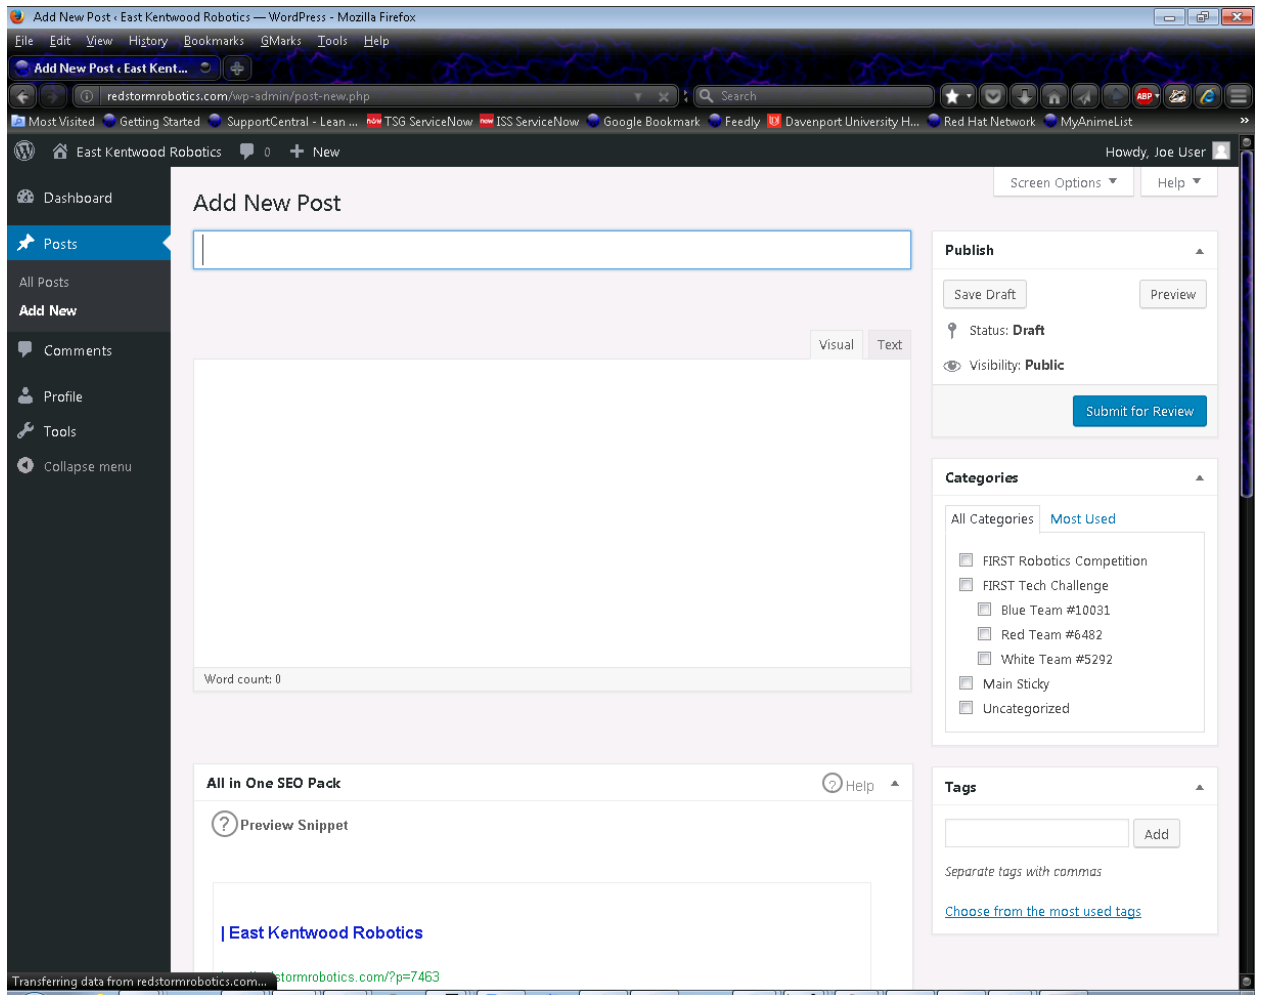 Add New Post ‹ East Kentwood Robotics — WordPress - Mozilla Firefox
File Edit View History Bookmarks GMarks Tools Help
Add New Post ‹ East Kent...
redstormrobotics.com/wp-admin/post-new.php
Search
ABP
Most Visited Getting Started SupportCentral - Lean ... TSG ServiceNow ISS ServiceNow Google Bookmark Feedly Davenport University H... Red Hat Network MyAnimeList »
East Kentwood Robotics 0 + New Howdy, Joe User
Screen Options Help
Dashboard
Posts
All Posts
Add New
Comments
Profile
Tools
Collapse menu
Add New Post
Visual Text
Word count: 0
All in One SEO Pack
? Help
? Preview Snippet
| East Kentwood Robotics
stormrobotics.com/?p=7463
Publish
Save Draft Preview
Status: Draft
Visibility: Public
Submit for Review
Categories
All Categories Most Used
FIRST Robotics Competition
FIRST Tech Challenge
Blue Team #10031
Red Team #6482
White Team #5292
Main Sticky
Uncategorized
Tags
Add
Separate tags with commas
Choose from the most used tags
Transferring data from redstormrobotics.com...